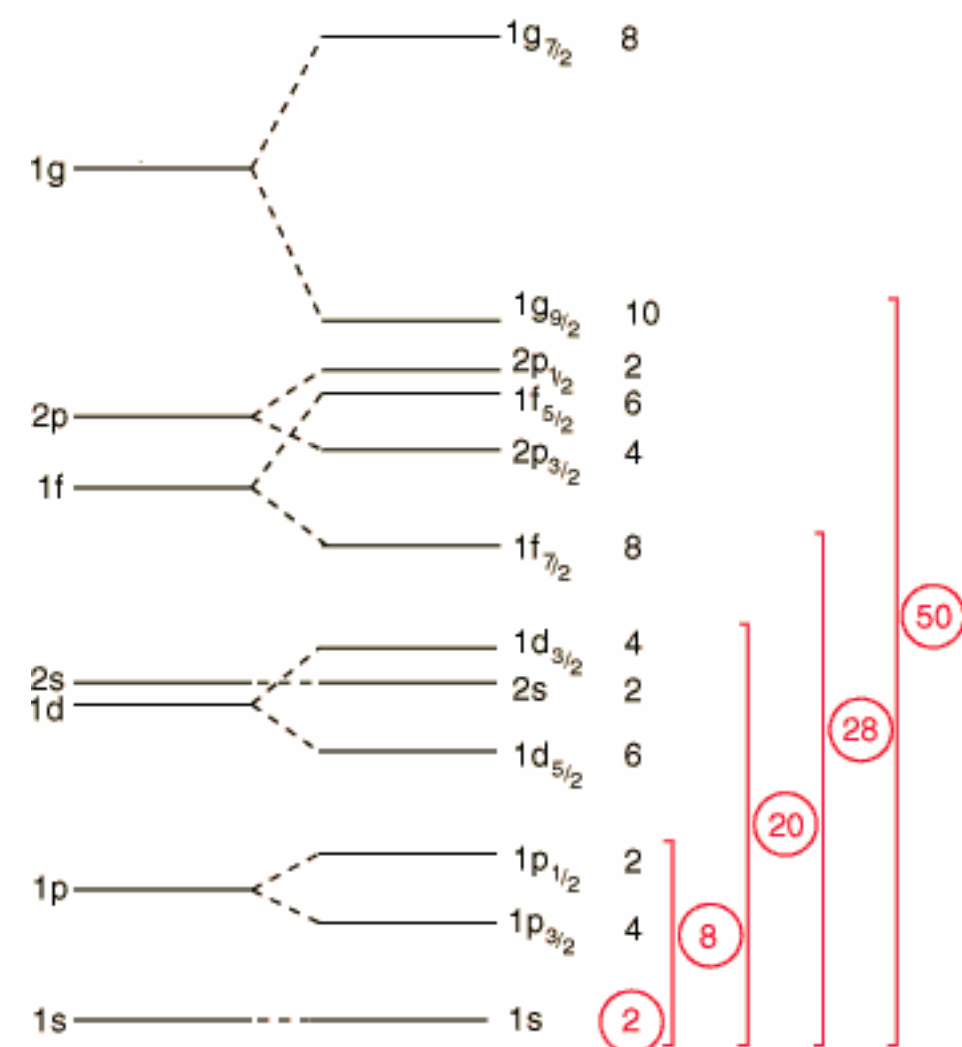 1g₇/₂ 8
1g
1g₉/₂ 10
2p₁/₂ 2
1f₅/₂ 6
2p
2p₃/₂ 4
1f
1f₇/₂ 8
50
1d₃/₂ 4
2s
2s 2
1d
28
1d₅/₂ 6
20
1p₁/₂ 2
1p
1p₃/₂ 4
8
1s
1s 2